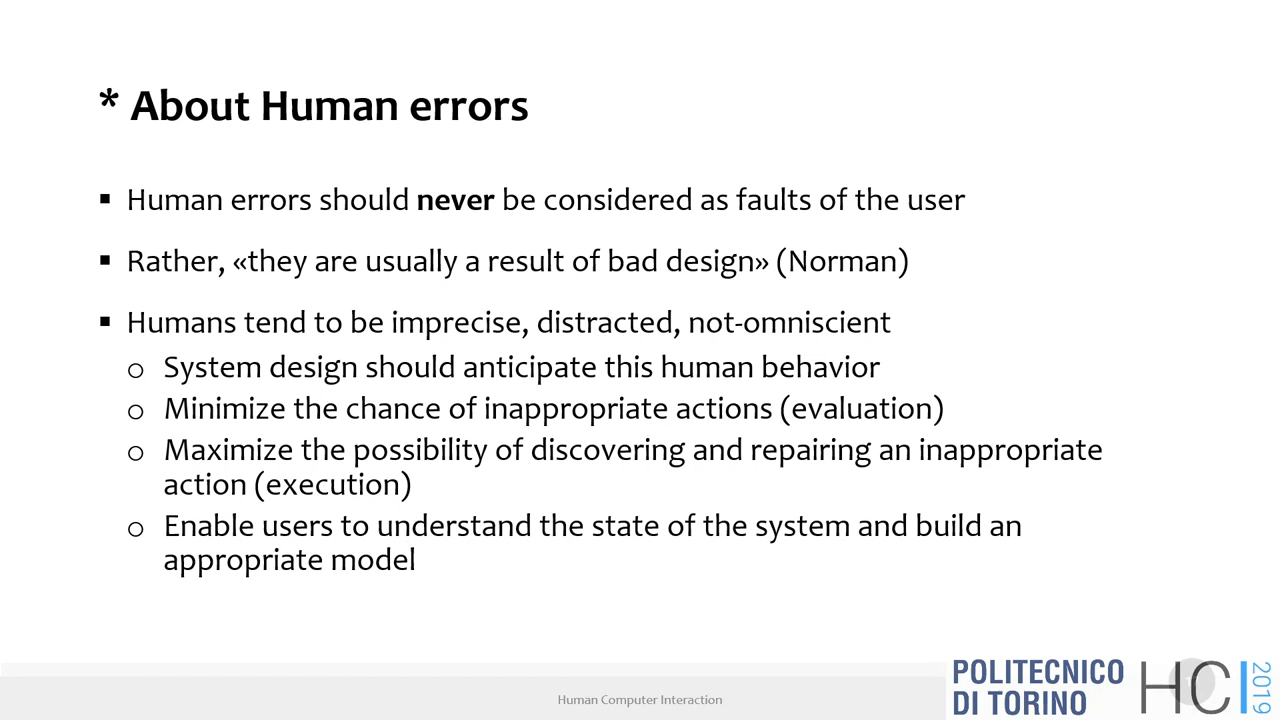 * About Human errors
▪ Human errors should never be considered as faults of the user
▪ Rather, «they are usually a result of bad design» (Norman)
▪ Humans tend to be imprecise, distracted, not-omniscient
o System design should anticipate this human behavior
o Minimize the chance of inappropriate actions (evaluation)
o Maximize the possibility of discovering and repairing an inappropriate
action (execution)
o Enable users to understand the state of the system and build an
appropriate model
Human Computer Interaction
POLITECNICO
DI TORINO
HCI
2019